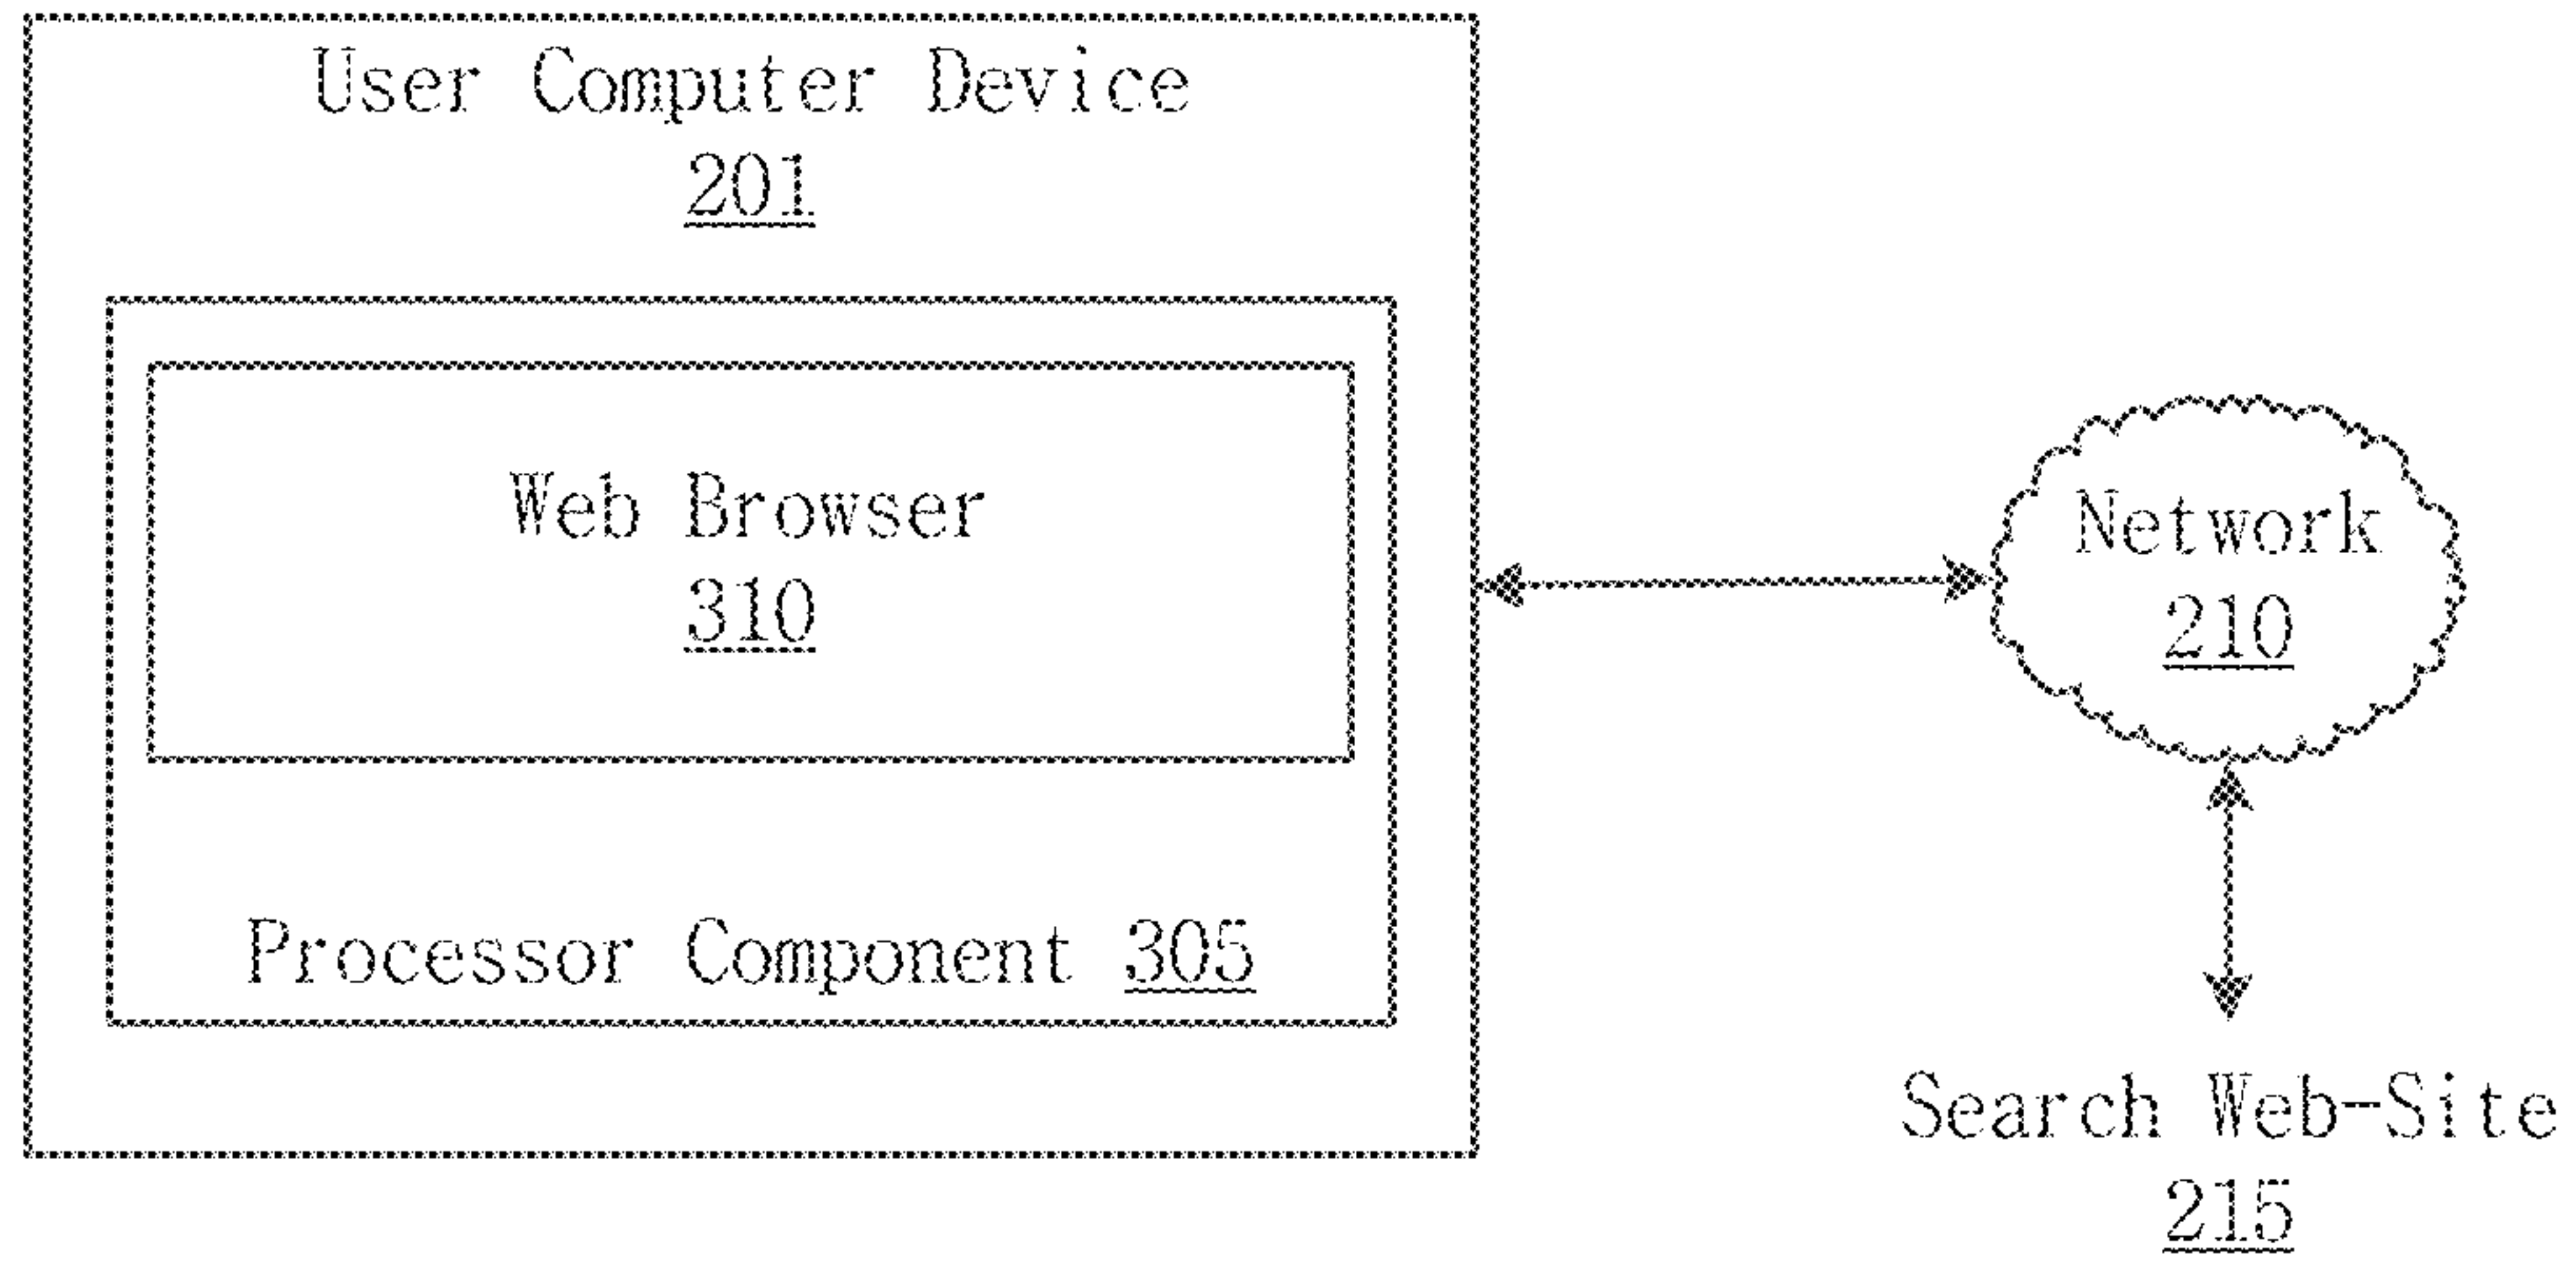 User Computer Device
201
Web Browser
310
Processor Component 305
Network
210
Search Web-Site
215